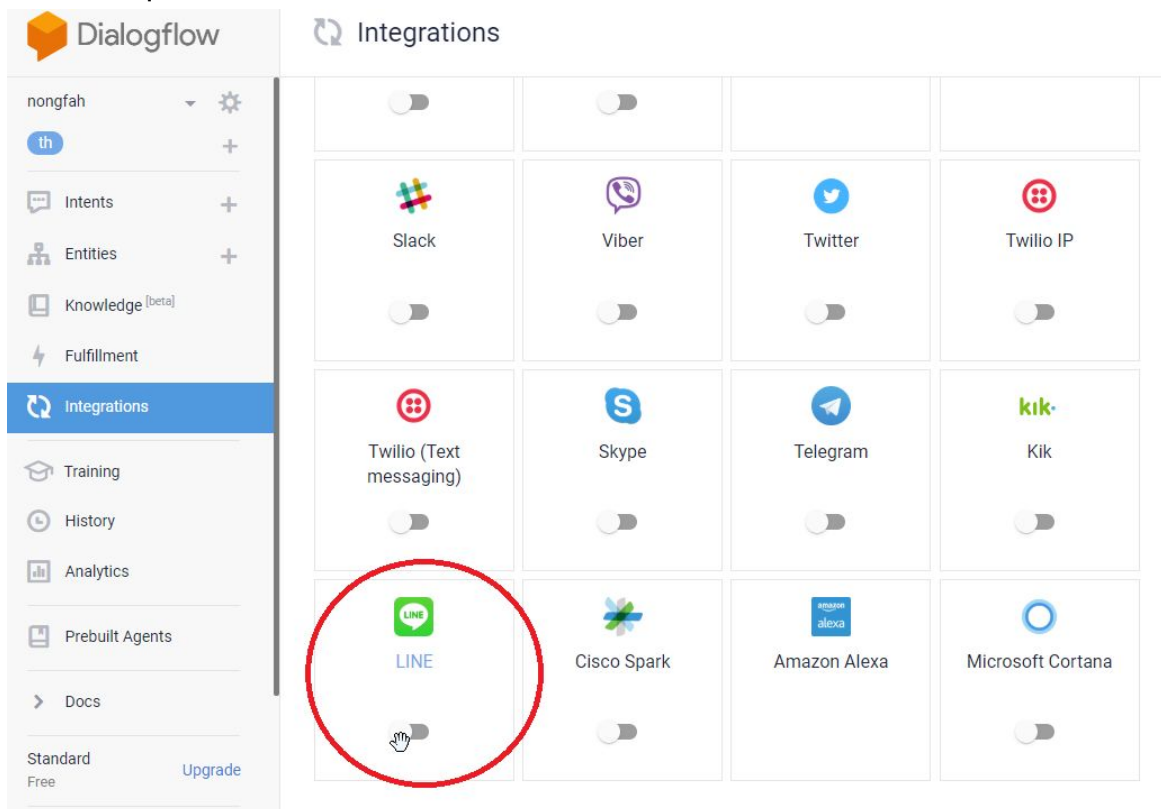 Dialogflow
Integrations
nongfah
th
Intents
Entities
Knowledge [beta]
Fulfillment
Integrations
Training
History
Analytics
Prebuilt Agents
Docs
Standard
Free
Upgrade
Slack
Viber
Twitter
Twilio IP
kik
Twilio (Text
messaging)
Skype
Telegram
Kik
LINE
amazon
alexa
LINE
Cisco Spark
Amazon Alexa
Microsoft Cortana